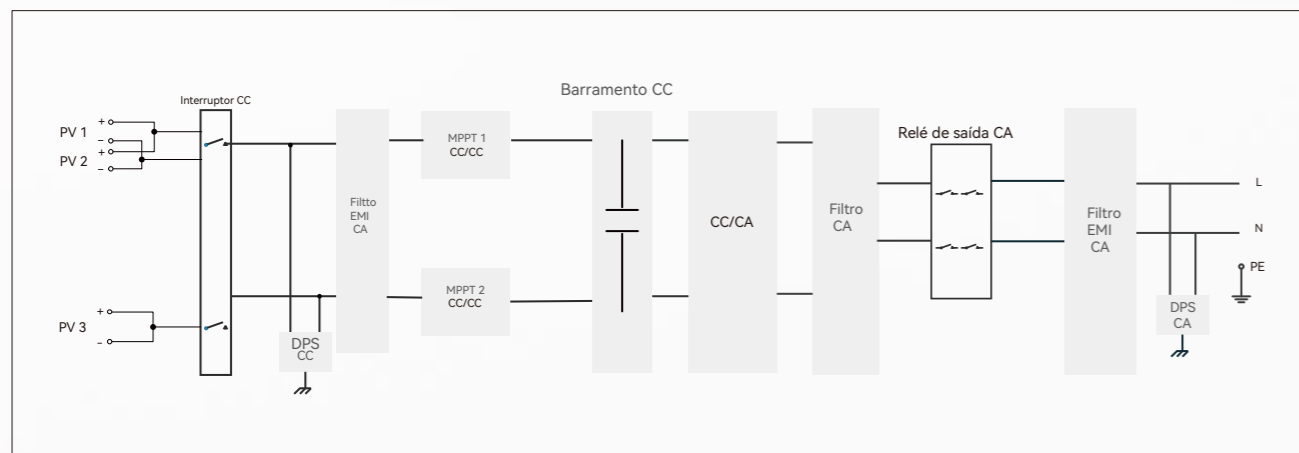 Barramento CC
Interruptor CC
PV 1
+
–
PV 2
+
–
PV 3
+
–
DPS
CC
Filtto
EMI
CA
MPPT 1
CC/CC
MPPT 2
CC/CC
CC/CA
Filtro
CA
Relé de saída CA
Filtro
EMI
CA
L
N
PE
DPS
CA